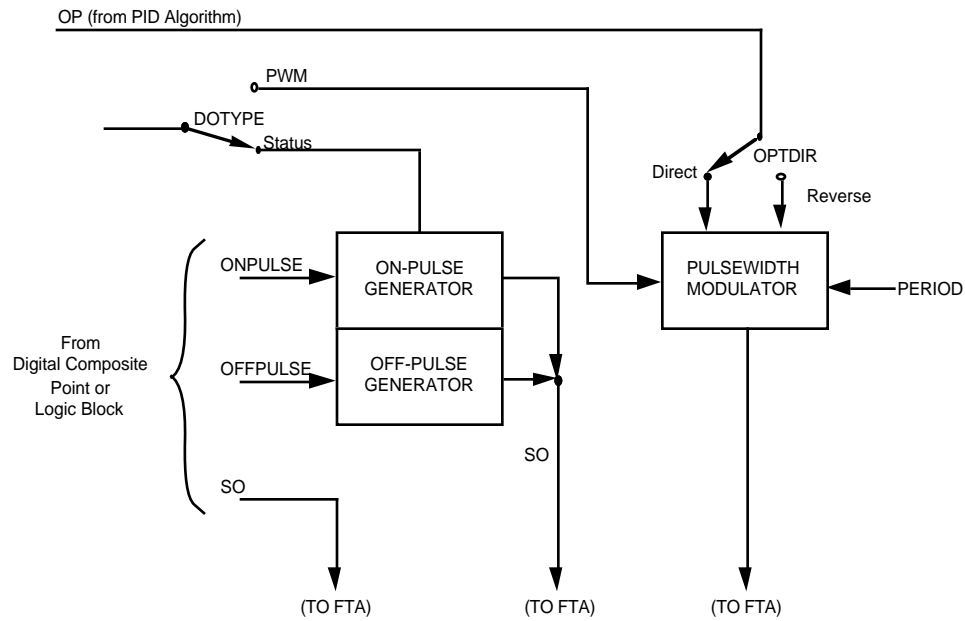 OP (from PID Algorithm)
PWM
DOTYPE
Status
OPTDIR
Direct
Reverse
ONPULSE
ON-PULSE
GENERATOR
PULSEWIDTH
MODULATOR
PERIOD
From
Digital Composite
Point or
Logic Block
OFFPULSE
OFF-PULSE
GENERATOR
SO
SO
(TO FTA)
(TO FTA)
(TO FTA)